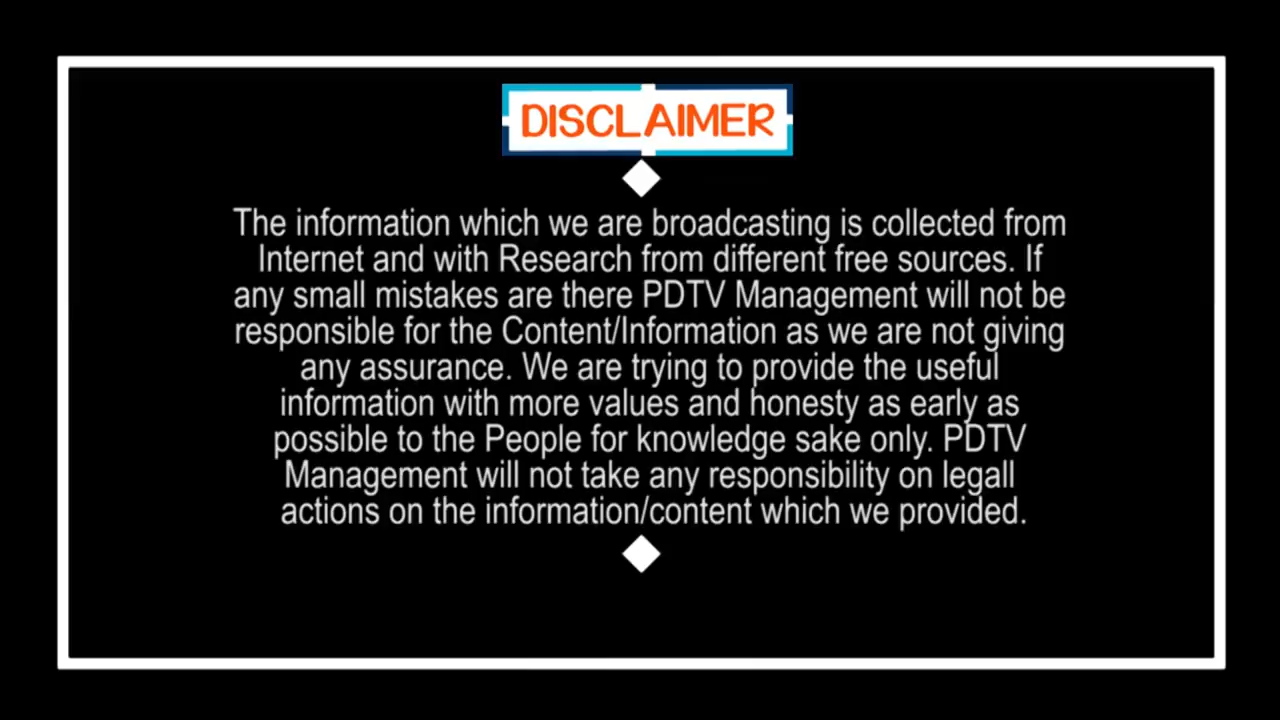 DISCLAIMER
The information which we are broadcasting is collected from
Internet and with Research from different free sources. If
any small mistakes are there PDTV Management will not be
responsible for the Content/Information as we are not giving
any assurance. We are trying to provide the useful
information with more values and honesty as early as
possible to the People for knowledge sake only. PDTV
Management will not take any responsibility on legall
actions on the information/content which we provided.